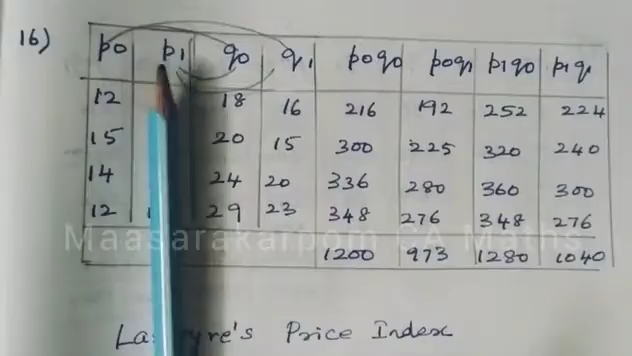 16)
p0 p1 q0 q1 p0q0 p0q1 p1q0 p1q1
12 18 16 216 192 252 224
15 20 15 300 225 320 240
14 24 20 336 280 360 300
12 29 23 348 276 348 276
Maasarakarpom CA Maths
1200 973 1280 1040
Price Index